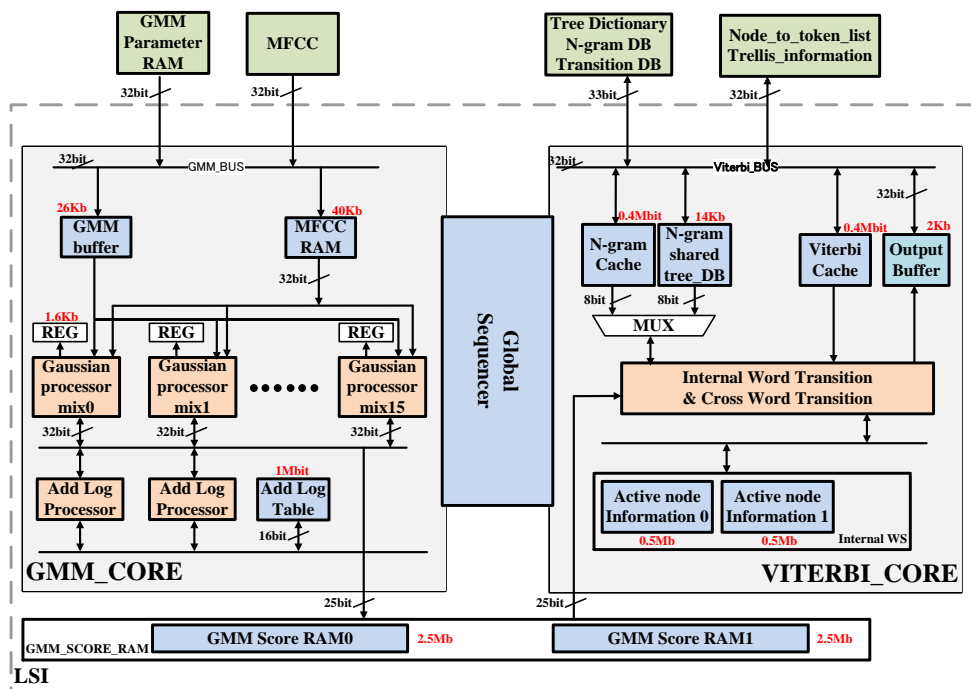 GMM
Parameter
RAM
MFCC
Tree Dictionary
N-gram DB
Transition DB
Node_to_token_list
Trellis_information
32bit
32bit
33bit
32bit
32bit
GMM_BUS
32bit
Viterbi_BUS
26Kb
GMM
buffer
40Kb
MFCC
RAM
32bit
0.4Mbit
N-gram
Cache
14Kb
N-gram
shared
tree_DB
0.4Mbit
Viterbi
Cache
32bit
2Kb
Output
Buffer
8bit
8bit
MUX
1.6Kb
REG
REG
REG
Gaussian
processor
mix0
Gaussian
processor
mix1
Gaussian
processor
mix15
32bit
32bit
32bit
Global
Sequencer
Internal Word Transition
& Cross Word Transition
Add Log
Processor
Add Log
Processor
1Mbit
Add Log
Table
16bit
Active node
Information 0
Active node
Information 1
0.5Mb
0.5Mb
Internal WS
GMM_CORE
VITERBI_CORE
25bit
25bit
GMM_SCORE_RAM
GMM Score RAM0
2.5Mb
GMM Score RAM1
2.5Mb
LSI